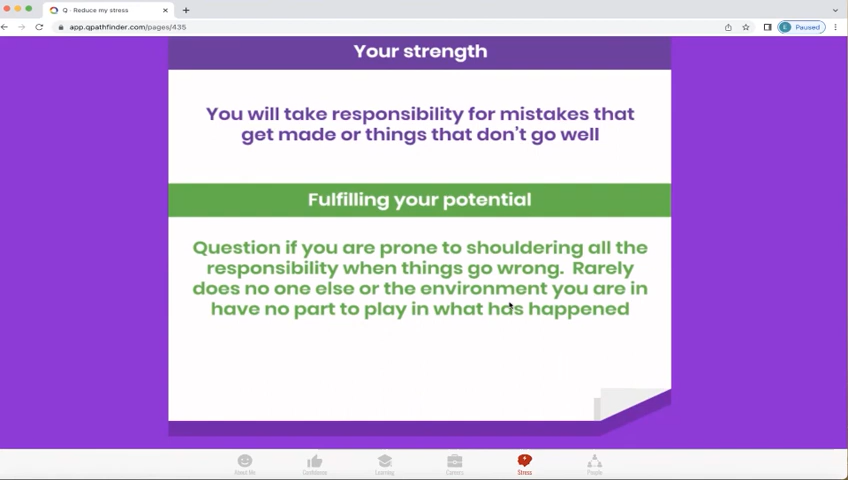 Q - Reduce my stress
app.qpathfinder.com/pages/435
Paused
Your strength
You will take responsibility for mistakes that
get made or things that don't go well
Fulfilling your potential
Question if you are prone to shouldering all the
responsibility when things go wrong. Rarely
does no one else or the environment you are in
have no part to play in what has happened
About Me
Confidence
Learning
Careers
Stress
People